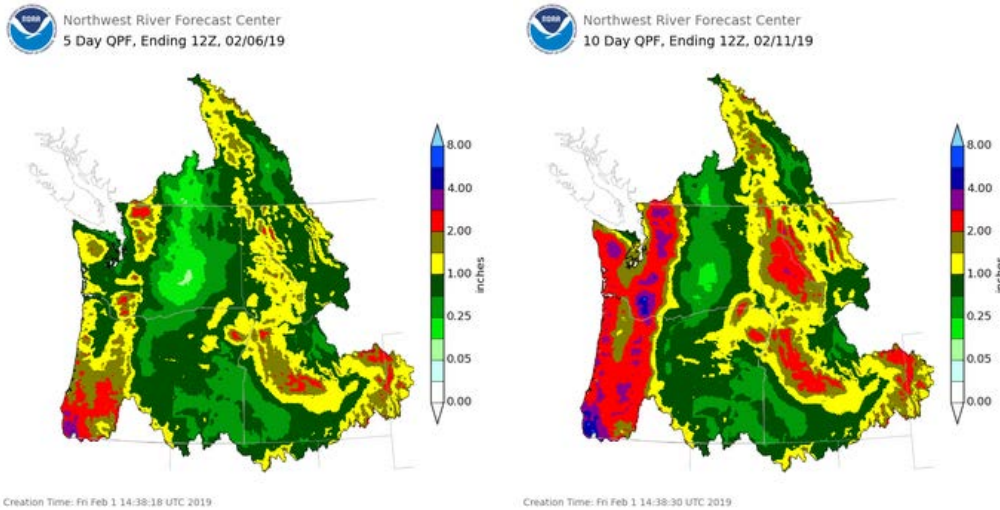 NOAA
Northwest River Forecast Center
5 Day QPF, Ending 12Z, 02/06/19
8.00
4.00
2.00
1.00
0.25
0.05
0.00
inches
Creation Time: Fri Feb 1 14:38:18 UTC 2019
NOAA
Northwest River Forecast Center
10 Day QPF, Ending 12Z, 02/11/19
8.00
4.00
2.00
1.00
0.25
0.05
0.00
inches
Creation Time: Fri Feb 1 14:38:30 UTC 2019